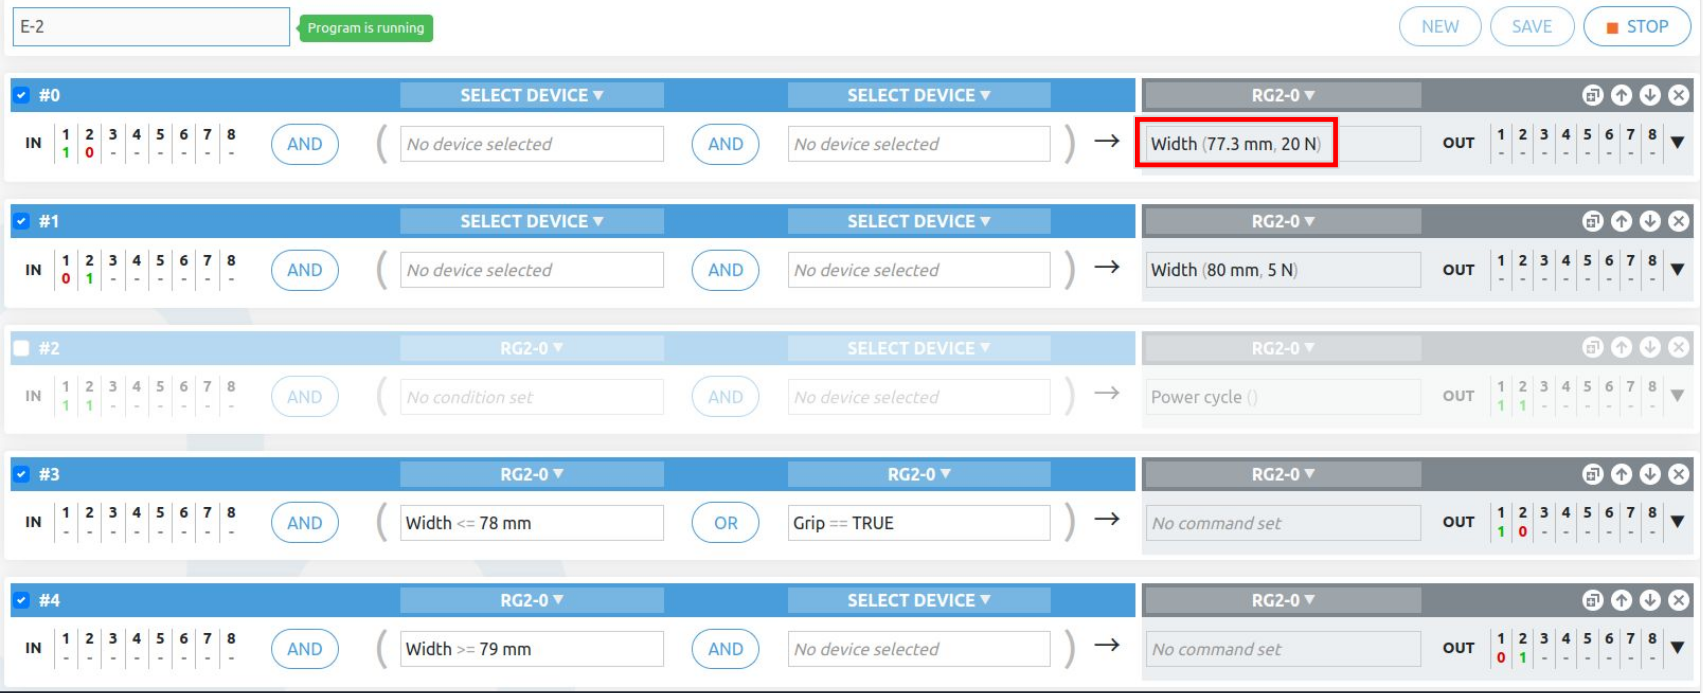 E-2 Program is running NEW SAVE STOP
#0 SELECT DEVICE ▼ SELECT DEVICE ▼ RG2-0 ▼
1 2 3 4 5 6 7 8
IN AND ( No device selected AND No device selected ) → Width (77.3 mm, 20 N) OUT 1 2 3 4 5 6 7 8 ▼
1 0 - - - - - - - - - - - - - -
#1 SELECT DEVICE ▼ SELECT DEVICE ▼ RG2-0 ▼
1 2 3 4 5 6 7 8
IN AND ( No device selected AND No device selected ) → Width (80 mm, 5 N) OUT 1 2 3 4 5 6 7 8 ▼
0 1 - - - - - - - - - - - - - -
#2 RG2-0 ▼ SELECT DEVICE ▼ RG2-0 ▼
1 2 3 4 5 6 7 8
IN AND ( No condition set AND No device selected ) → Power cycle () OUT 1 2 3 4 5 6 7 8 ▼
1 1 - - - - - - 1 1 - - - - - -
#3 RG2-0 ▼ RG2-0 ▼ RG2-0 ▼
1 2 3 4 5 6 7 8
IN AND ( Width <= 78 mm OR Grip == TRUE ) → No command set OUT 1 2 3 4 5 6 7 8 ▼
- - - - - - - - 1 0 - - - - - -
#4 RG2-0 ▼ SELECT DEVICE ▼ RG2-0 ▼
1 2 3 4 5 6 7 8
IN AND ( Width >= 79 mm AND No device selected ) → No command set OUT 1 2 3 4 5 6 7 8 ▼
- - - - - - - - 0 1 - - - - - -